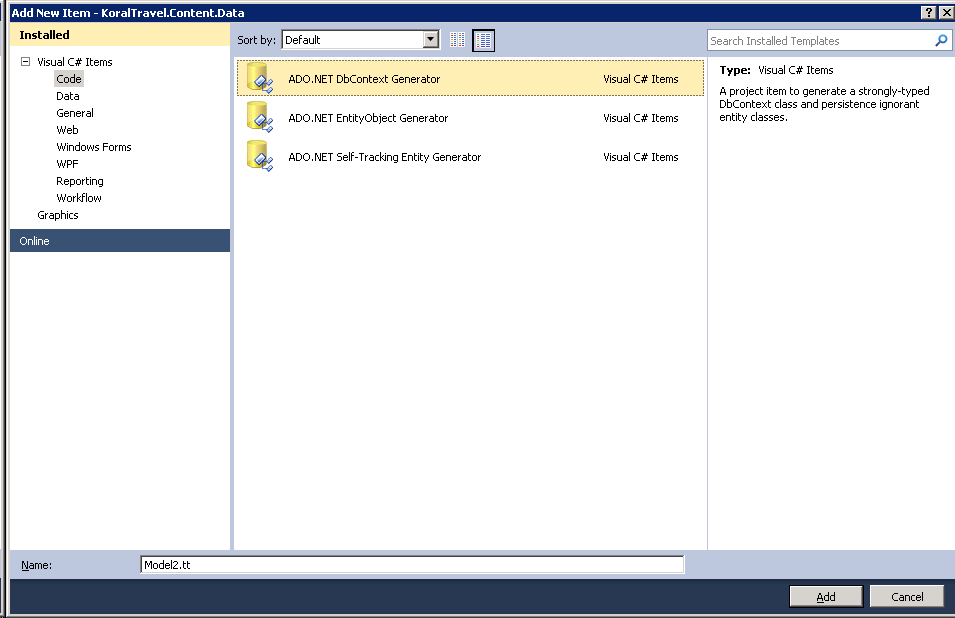 Add New Item - KoralTravel.Content.Data
Installed
Visual C# Items
Code
Data
General
Web
Windows Forms
WPF
Reporting
Workflow
Graphics
Online
Sort by: Default
ADO.NET DbContext Generator Visual C# Items
ADO.NET EntityObject Generator Visual C# Items
ADO.NET Self-Tracking Entity Generator Visual C# Items
Search Installed Templates
Type: Visual C# Items
A project item to generate a strongly-typed
DbContext class and persistence ignorant
entity classes.
Name: Model2.tt
Add Cancel